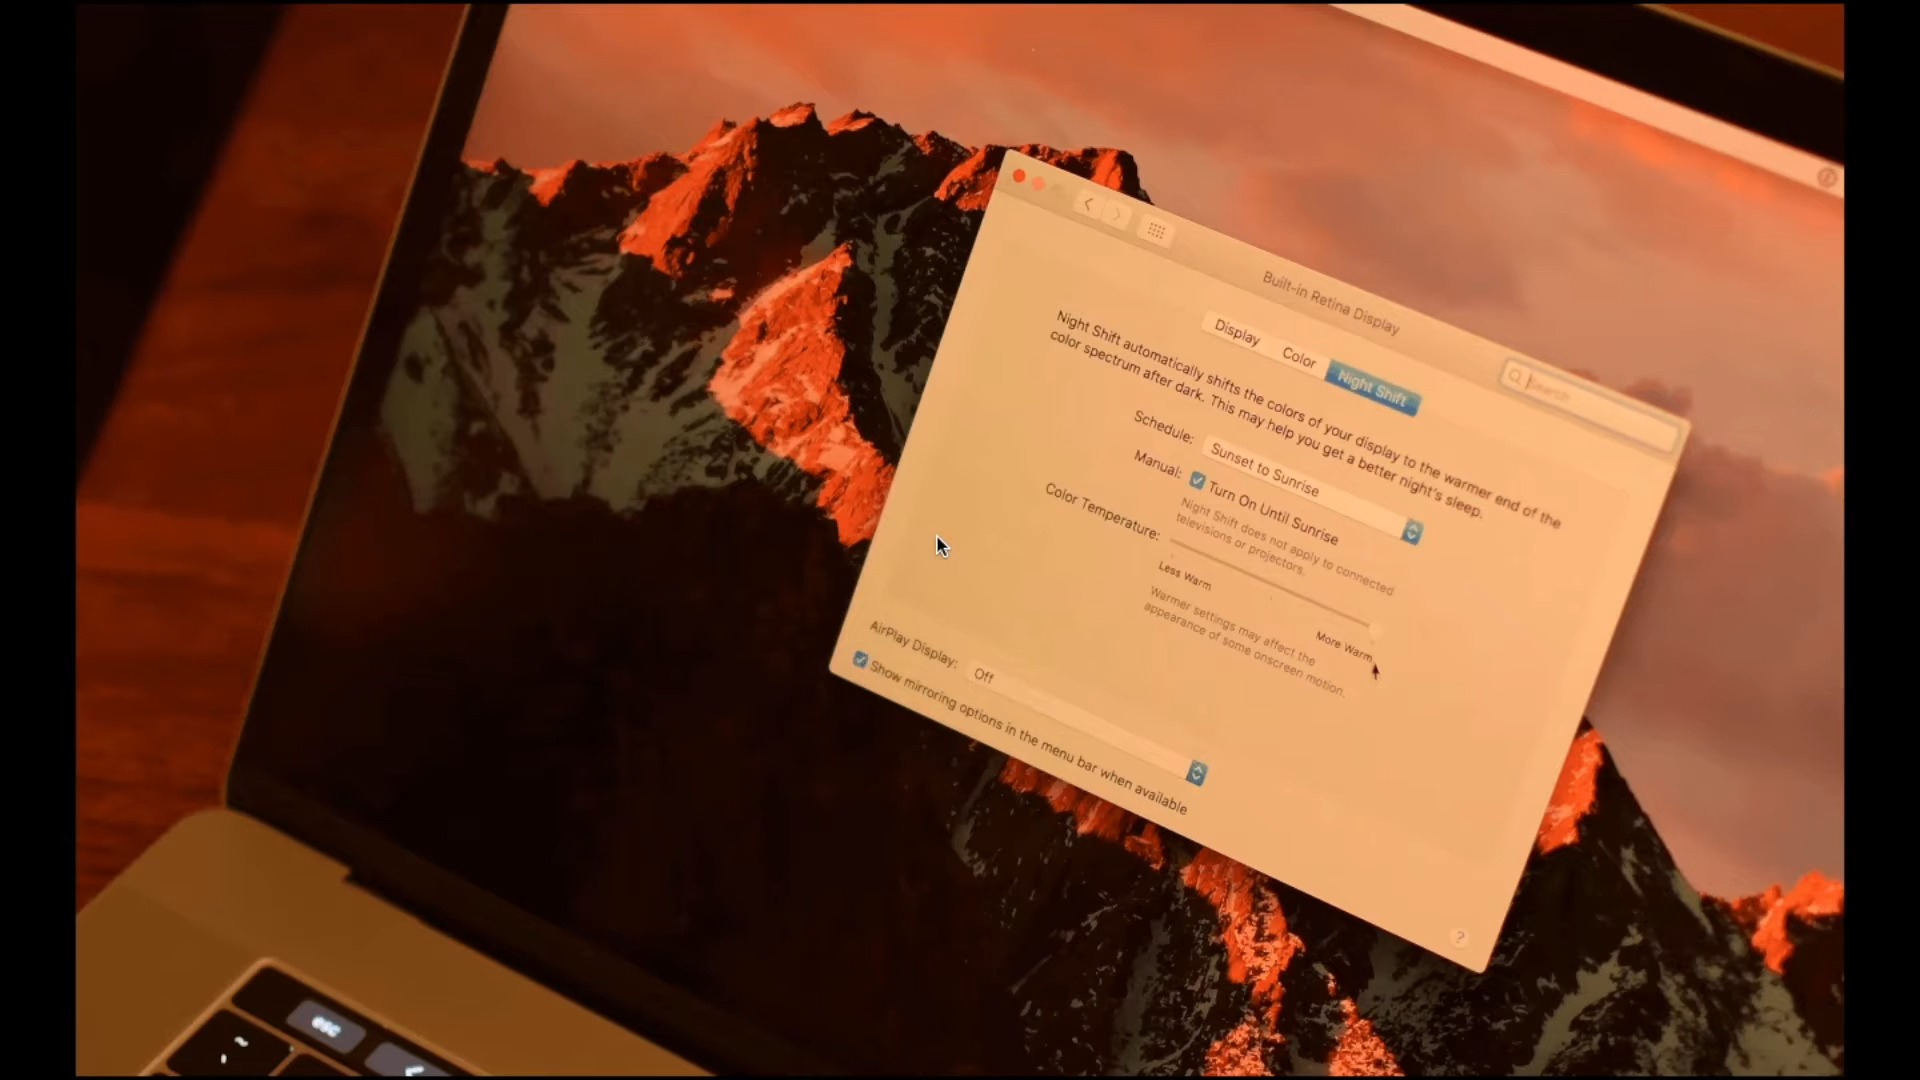 Built-in Retina Display
Display Color Night Shift
Search
Night Shift automatically shifts the colors of your display to the warmer end of the
color spectrum after dark. This may help you get a better night's sleep.
Schedule: Sunset to Sunrise
Manual: Turn On Until Sunrise
Night Shift does not apply to connected
televisions or projectors.
Color Temperature:
Less Warm More Warm
Warmer settings may affect the
appearance of some onscreen motion.
AirPlay Display: Off
Show mirroring options in the menu bar when available
?
esc
~